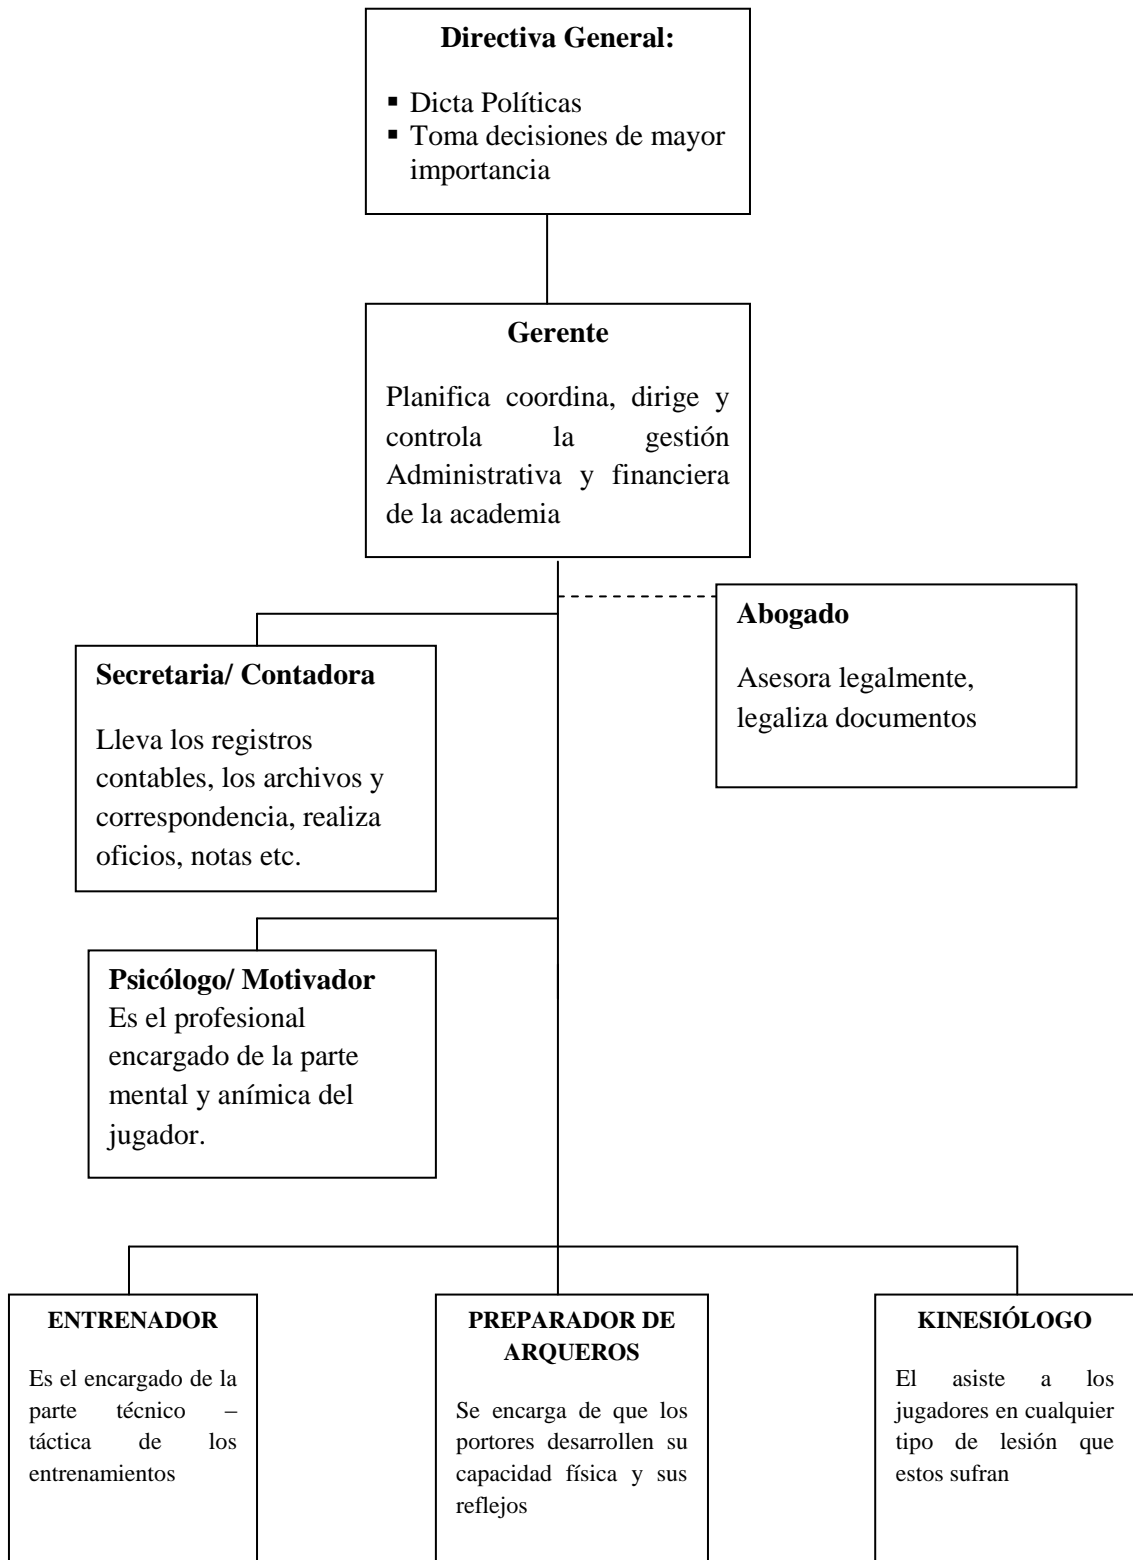 Directiva General:
▪ Dicta Políticas
▪ Toma decisiones de mayor
importancia
Gerente
Planifica coordina, dirige y
controla la gestión
Administrativa y financiera
de la academia
Abogado
Asesora legalmente,
legaliza documentos
Secretaria/ Contadora
Lleva los registros
contables, los archivos y
correspondencia, realiza
oficios, notas etc.
Psicólogo/ Motivador
Es el profesional
encargado de la parte
mental y anímica del
jugador.
ENTRENADOR
Es el encargado de la
parte técnico –
táctica de los
entrenamientos
PREPARADOR DE
ARQUEROS
Se encarga de que los
portores desarrollen su
capacidad física y sus
reflejos
KINESIÓLOGO
El asiste a los
jugadores en cualquier
tipo de lesión que
estos sufran